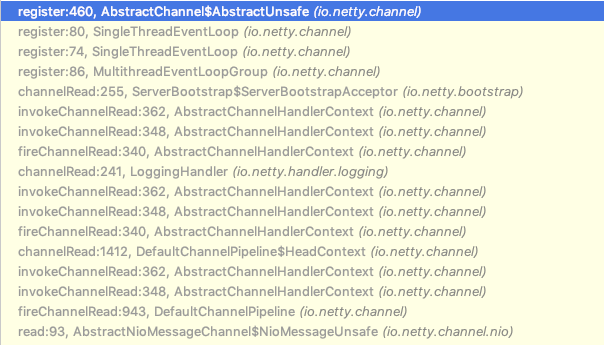 register:460, AbstractChannel$AbstractUnsafe (io.netty.channel)
register:80, SingleThreadEventLoop (io.netty.channel)
register:74, SingleThreadEventLoop (io.netty.channel)
register:86, MultithreadEventLoopGroup (io.netty.channel)
channelRead:255, ServerBootstrap$ServerBootstrapAcceptor (io.netty.bootstrap)
invokeChannelRead:362, AbstractChannelHandlerContext (io.netty.channel)
invokeChannelRead:348, AbstractChannelHandlerContext (io.netty.channel)
fireChannelRead:340, AbstractChannelHandlerContext (io.netty.channel)
channelRead:241, LoggingHandler (io.netty.handler.logging)
invokeChannelRead:362, AbstractChannelHandlerContext (io.netty.channel)
invokeChannelRead:348, AbstractChannelHandlerContext (io.netty.channel)
fireChannelRead:340, AbstractChannelHandlerContext (io.netty.channel)
channelRead:1412, DefaultChannelPipeline$HeadContext (io.netty.channel)
invokeChannelRead:362, AbstractChannelHandlerContext (io.netty.channel)
invokeChannelRead:348, AbstractChannelHandlerContext (io.netty.channel)
fireChannelRead:943, DefaultChannelPipeline (io.netty.channel)
read:93, AbstractNioMessageChannel$NioMessageUnsafe (io.netty.channel.nio)